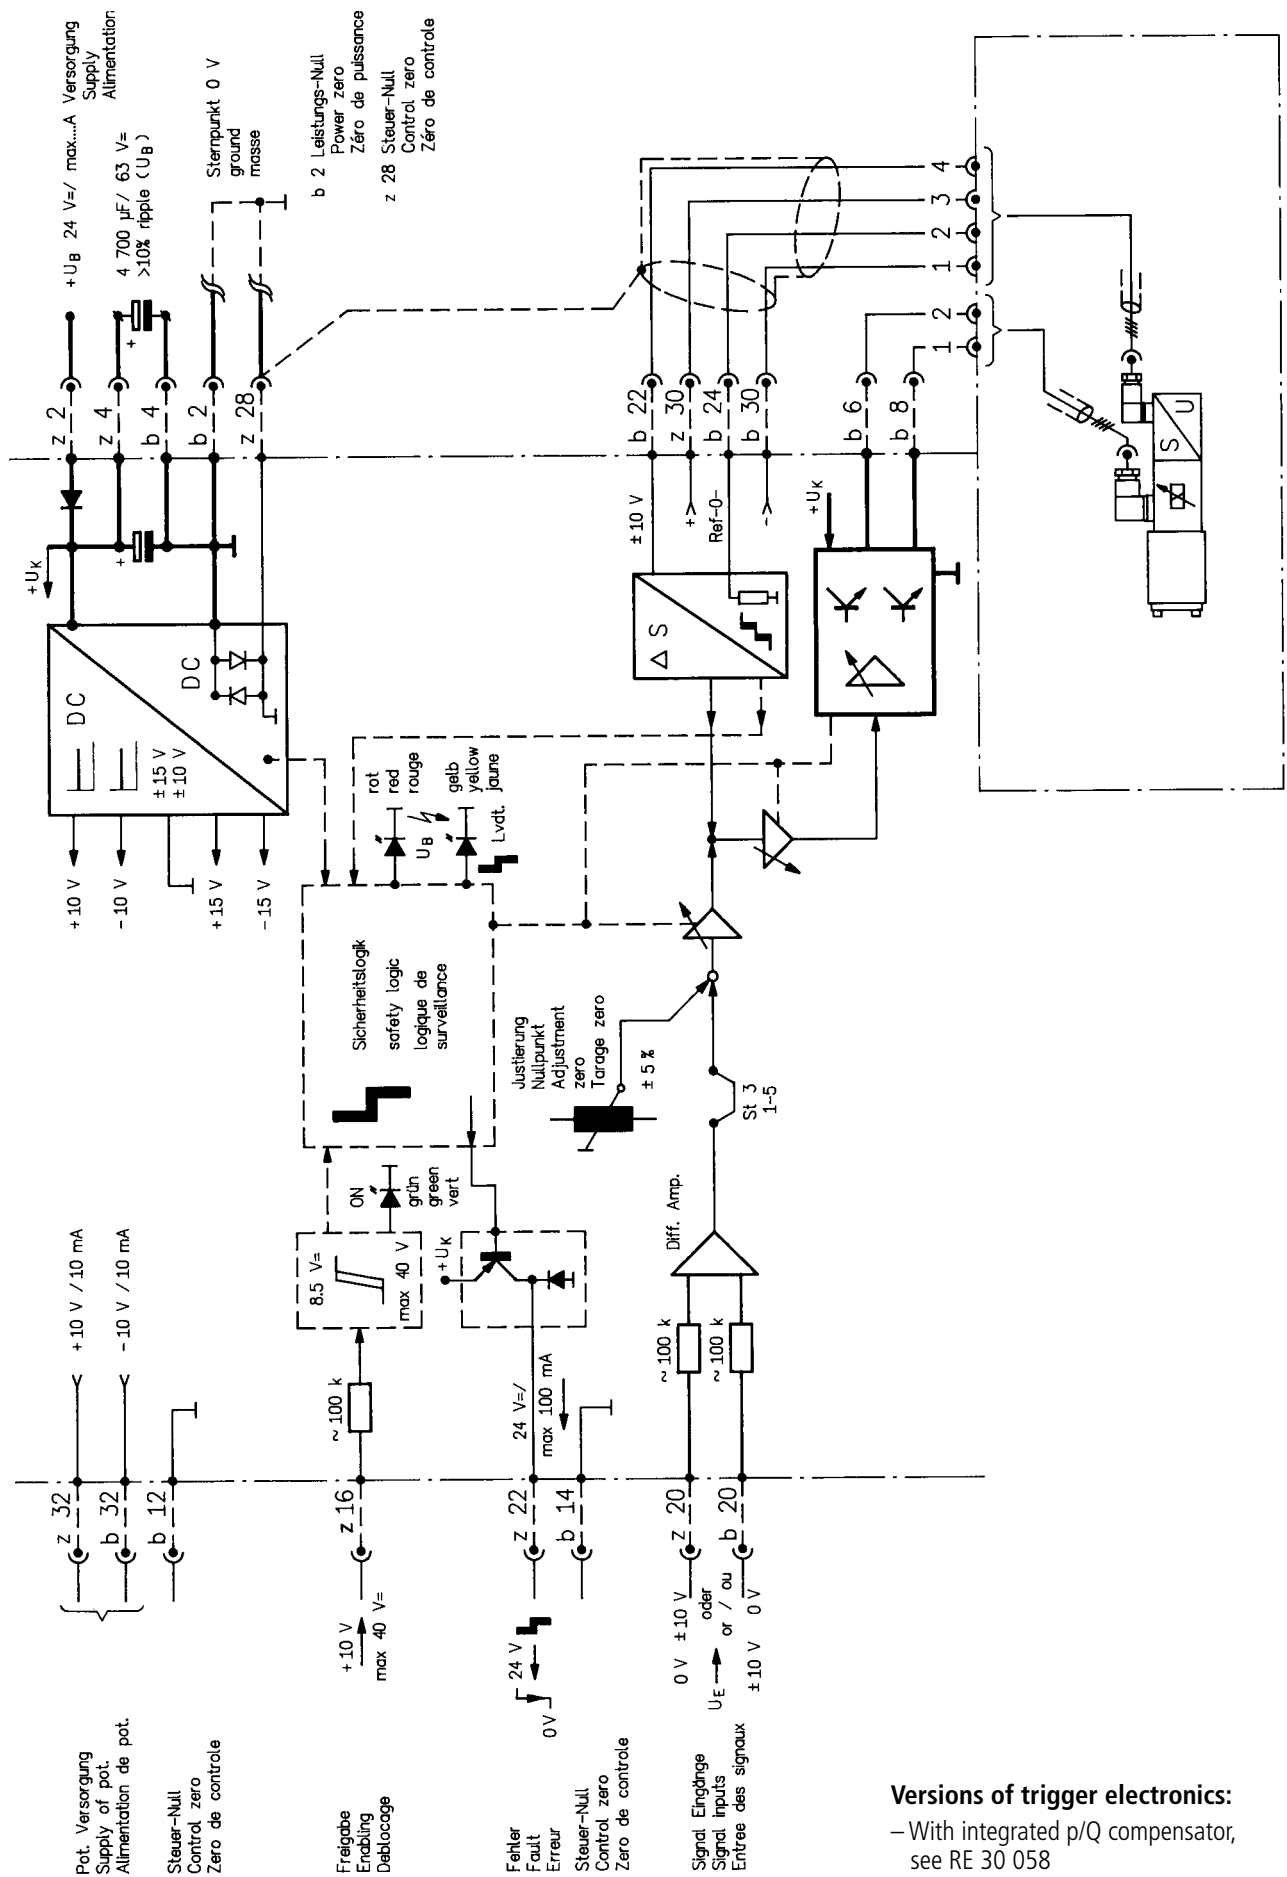 Pot. Versorgung
Supply of pot.
Alimentation de pot.
Steuer-Null
Control zero
Zero de controle
Freigabe
Enabling
Deblocage
Fehler
Fault
Erreur
Steuer-Null
Control zero
Zero de controle
Signal Eingänge
Signal inputs
Entree des signaux
+10 V
max 40 V=
24 V
0V
0 V ±10 V
oder
UE
or / ou
±10 V 0 V
z 32
b 32
b 12
z 16
z 22
b 14
z 20
b 20
+10 V / 10 mA
-10 V / 10 mA
~100 k
24 V=/
max 100 mA
~100 k
~100 k
8.5 V=
max 40 V
ON
grün
green
vert
+UK
Diff. Amp.
St 3
1-5
Justierung
Nullpunkt
Adjustment
zero
Tarage zero
±5%
Sicherheitslogik
safety logic
logique de
surveillance
rot
red
rouge
UB
gelb
yellow
jaune
Lvdt.
+10 V
-10 V
+15 V
-15 V
DC
±15 V
±10 V
DC
+UK
+
Δ S
±10 V
+
Ref-0-
-
+UK
z 2
z 4
b 4
b 2
z 28
b 22
z 30
b 24
b 30
b 6
b 8
+UB 24 V=/ max....A Versorgung
Supply
Alimentation
+
4 700 µF/ 63 V=
>10% ripple (UB)
Sternpunkt 0 V
ground
masse
b 2 Leistungs-Null
Power zero
Zéro de puissance
z 28 Steuer-Null
Control zero
Zéro de controle
1
2
1
2
3
4
S
U
Versions of trigger electronics:
– With integrated p/Q compensator,
see RE 30 058